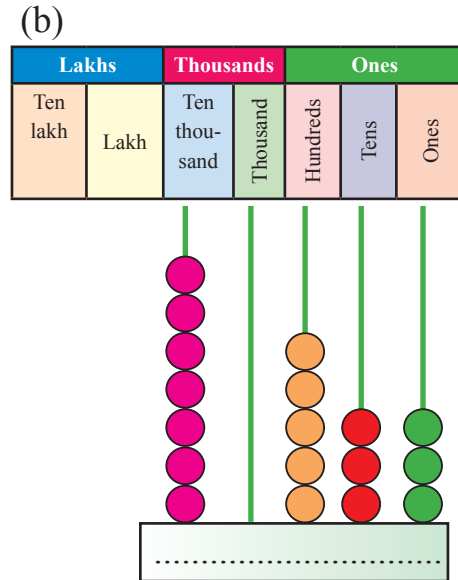 (b)
Lakhs Thousands Ones
Ten lakh Lakh Ten thou-sand Thousand Hundreds Tens Ones
..............................